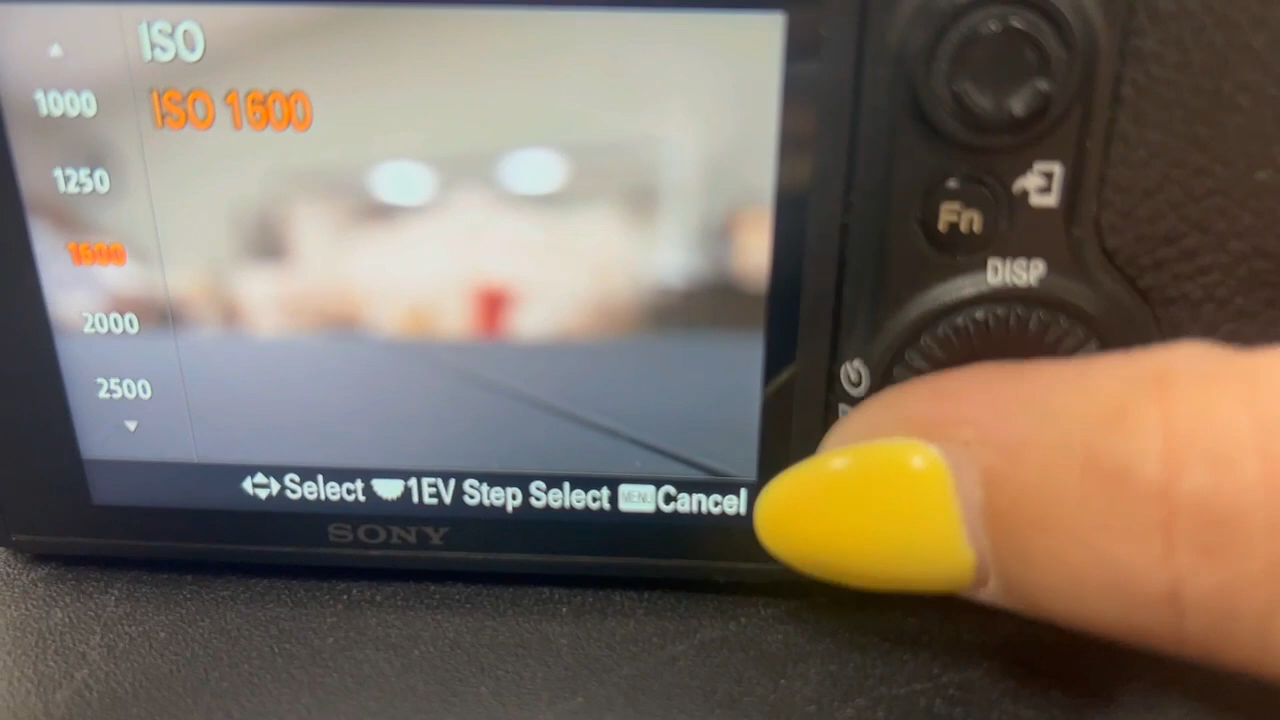 ISO
ISO 1600
1000
1250
1600
2000
2500
Select 1EV Step Select MENU Cancel
SONY
Fn
DISP